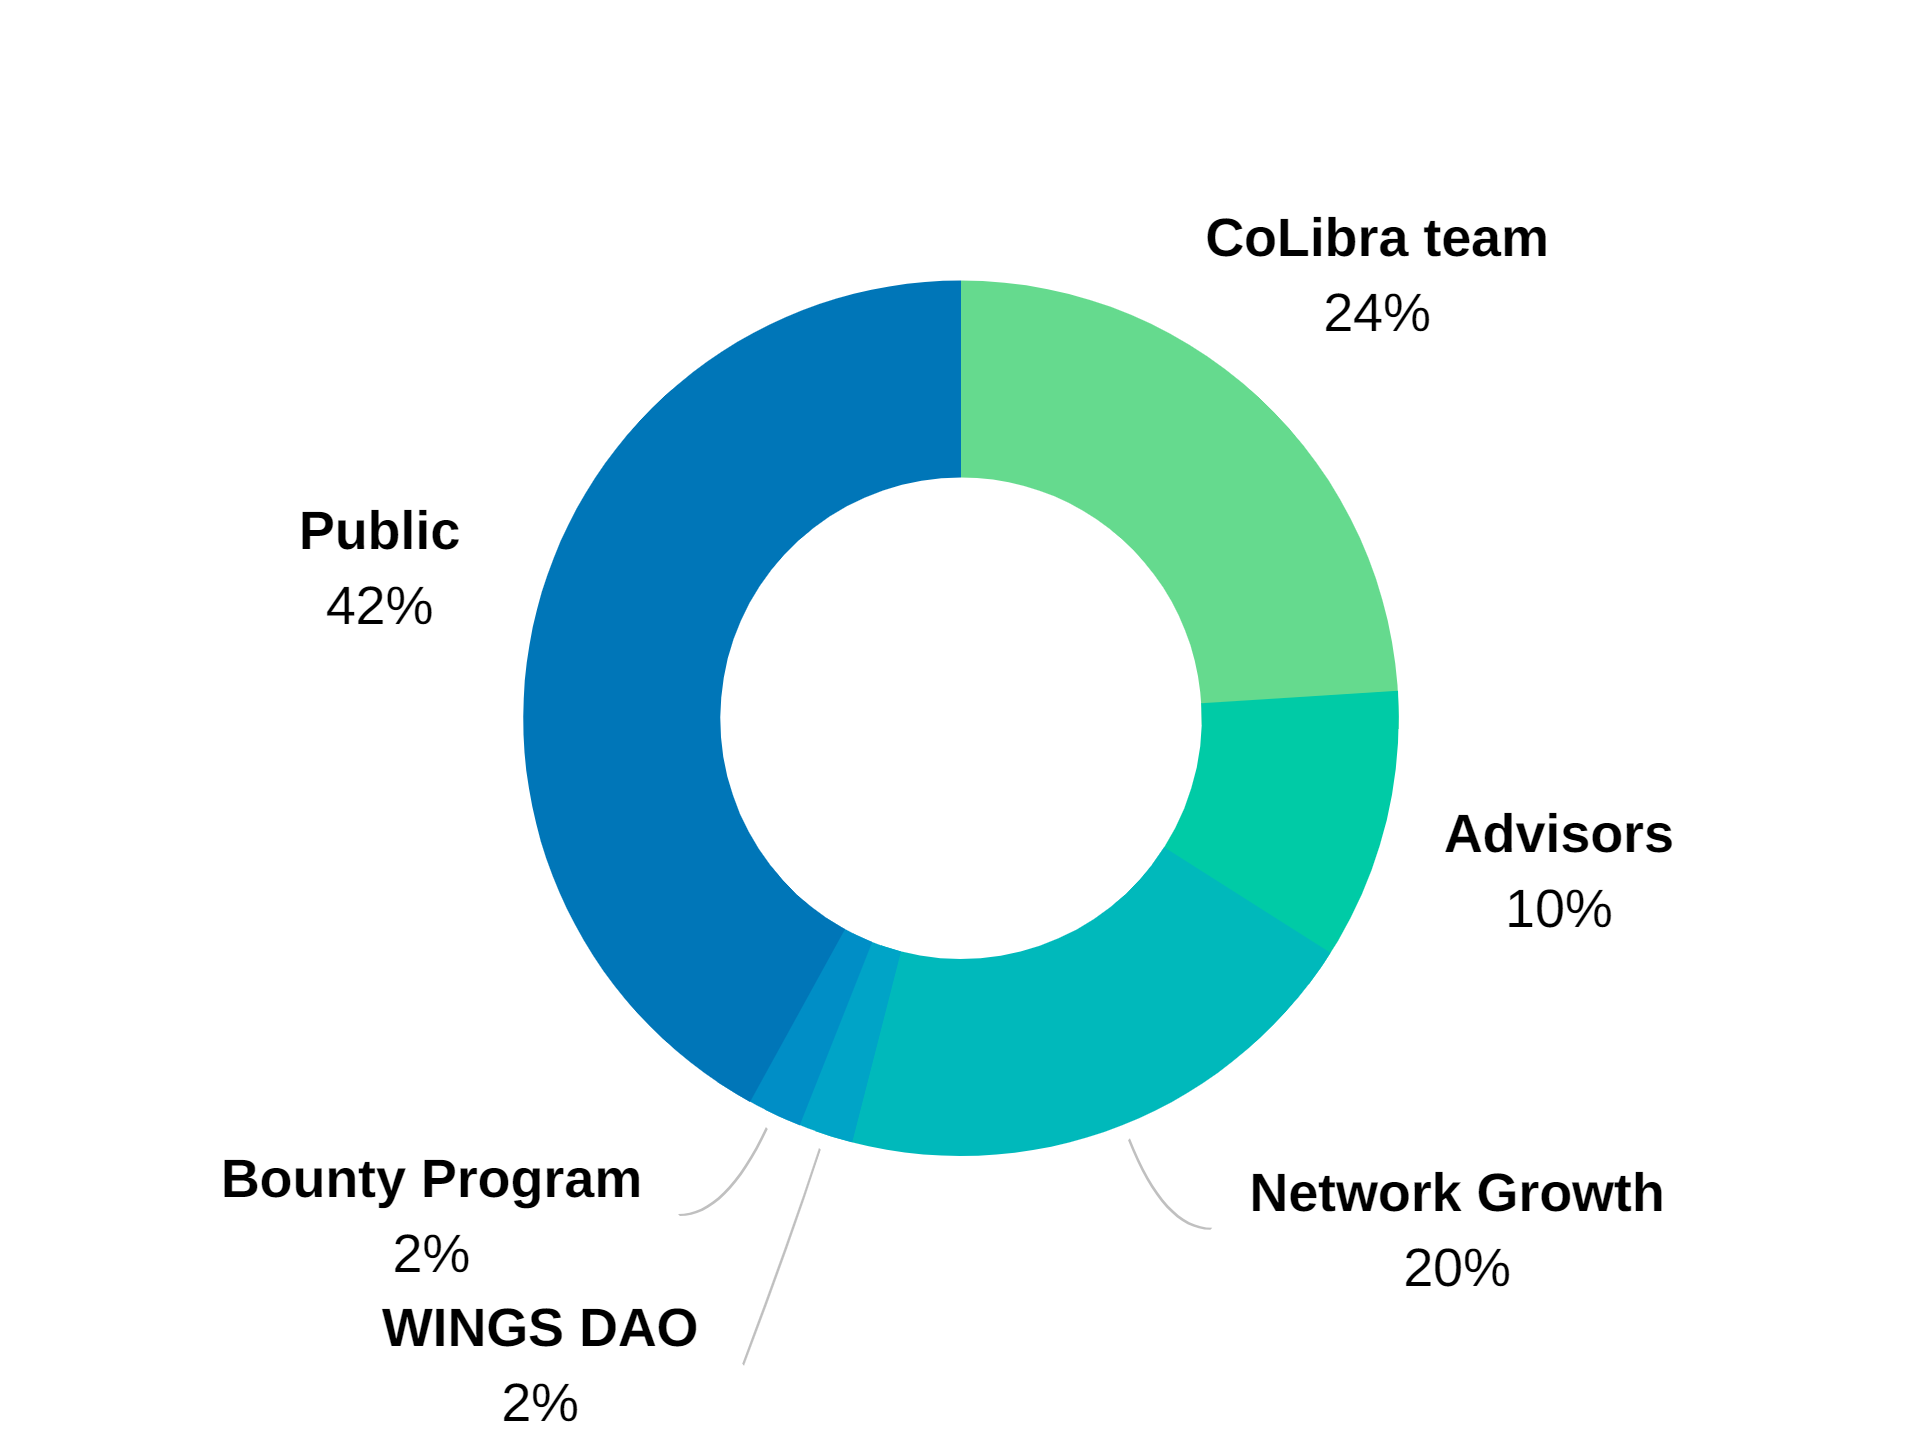 CoLibra team
24%
Public
42%
Advisors
10%
Bounty Program
2%
Network Growth
20%
WINGS DAO
2%